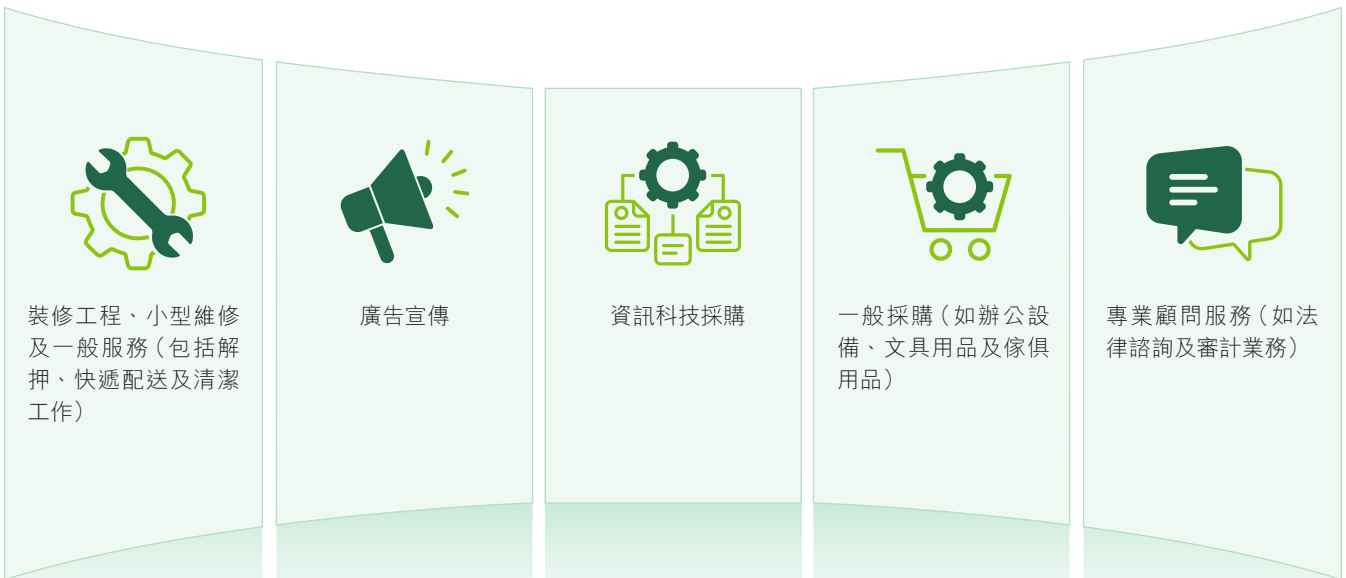 裝修工程、小型維修
及一般服務（包括解
押、快遞配送及清潔
工作）
廣告宣傳
資訊科技採購
一般採購（如辦公設
備、文具用品及傢俱
用品）
專業顧問服務（如法
律諮詢及審計業務）